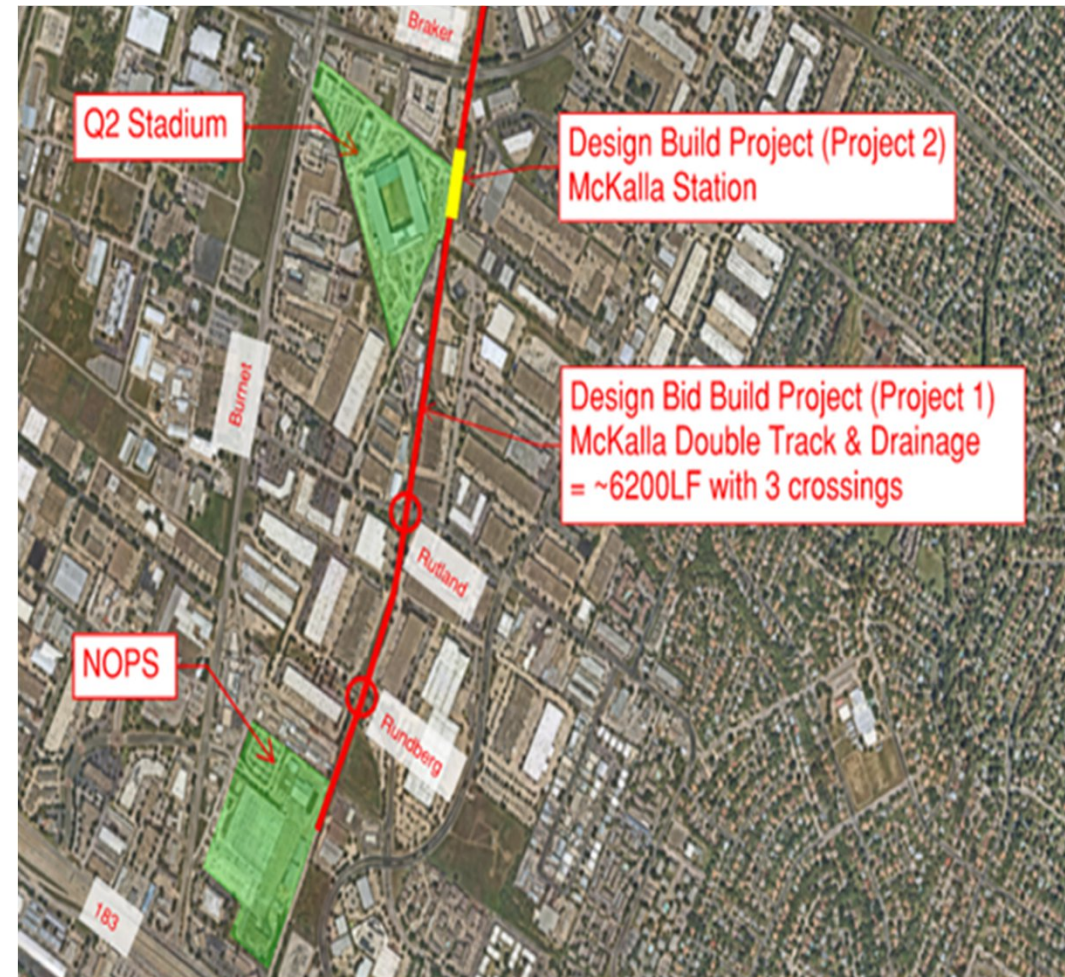 Braker
Q2 Stadium
Design Build Project (Project 2)
McKalla Station
Burnet
Design Bid Build Project (Project 1)
McKalla Double Track & Drainage
= ~6200LF with 3 crossings
Rutland
NOPS
Rundberg
183